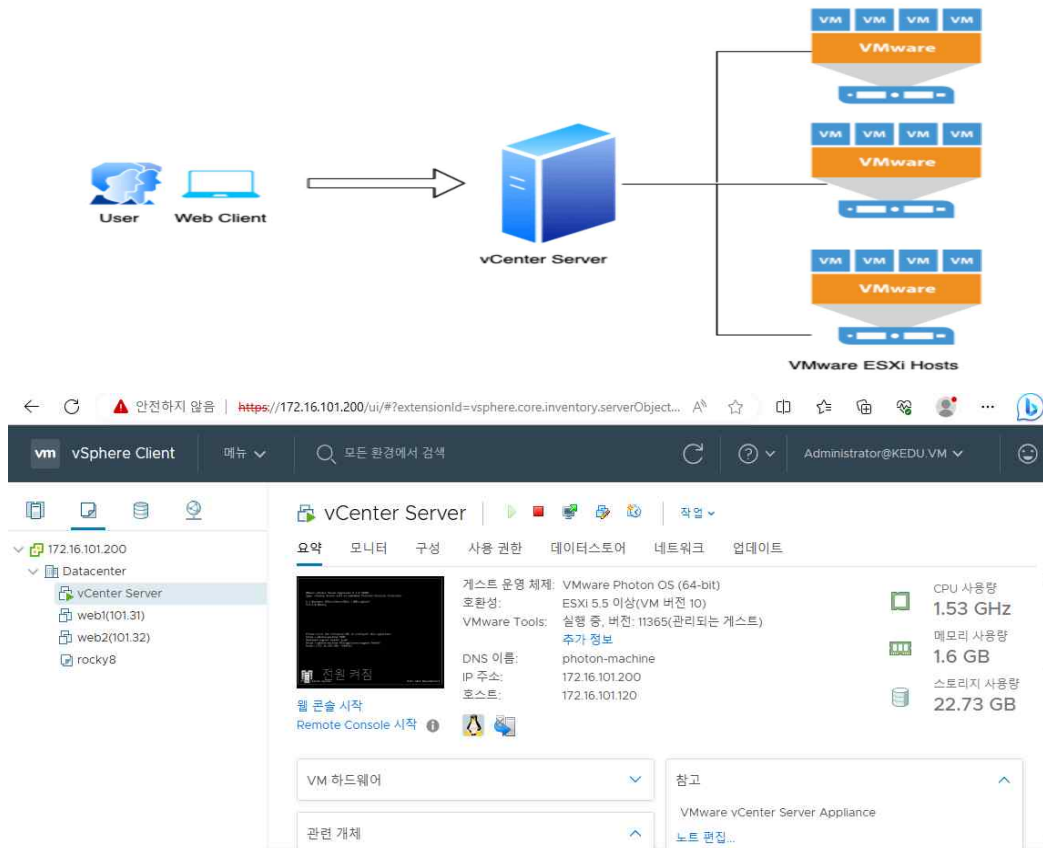 VM VM VM VM
VMware
VM VM VM VM
VMware
User Web Client
vCenter Server
VM VM VM VM
VMware
VMware ESXi Hosts
안전하지 않음 | https://172.16.101.200/ui/#?extensionId=vsphere.core.inventory.serverObject...
vm vSphere Client 메뉴 모든 환경에서 검색 Administrator@KEDU.VM
vCenter Server 작업
172.16.101.200
Datacenter
vCenter Server
web1(101.31)
web2(101.32)
rocky8
요약 모니터 구성 사용 권한 데이터스토어 네트워크 업데이트
전원 켜짐
웹 콘솔 시작
Remote Console 시작
게스트 운영 체제: VMware Photon OS (64-bit)
호환성: ESXi 5.5 이상(VM 버전 10)
VMware Tools: 실행 중, 버전: 11365(관리되는 게스트)
추가 정보
DNS 이름: photon-machine
IP 주소: 172.16.101.200
호스트: 172.16.101.120
CPU 사용량
1.53 GHz
메모리 사용량
1.6 GB
스토리지 사용량
22.73 GB
VM 하드웨어
관련 개체
참고
VMware vCenter Server Appliance
노트 편집...